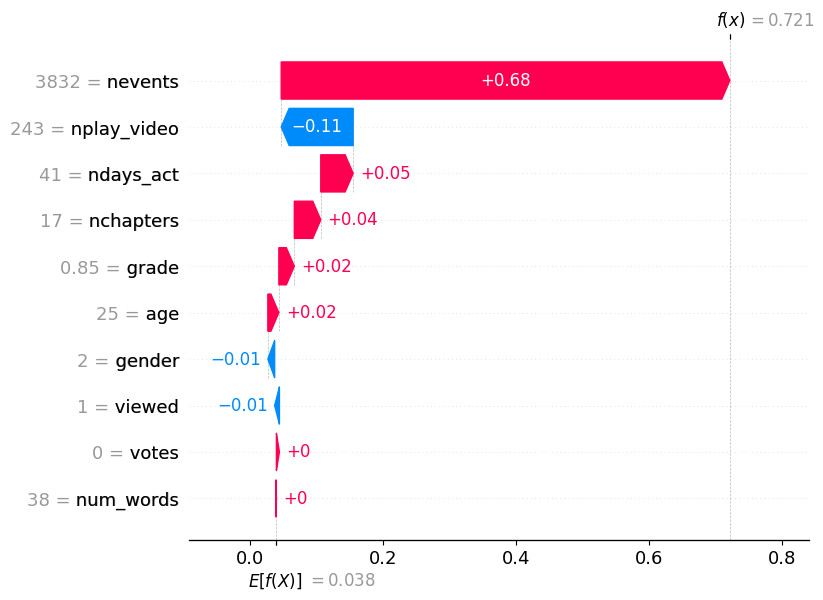 f(x) = 0.721
3832 = nevents
+0.68
243 = nplay_video
−0.11
41 = ndays_act
+0.05
17 = nchapters
+0.04
0.85 = grade
+0.02
25 = age
+0.02
2 = gender
−0.01
1 = viewed
−0.01
0 = votes
+0
38 = num_words
+0
0.0 0.2 0.4 0.6 0.8
E[f(X)] = 0.038